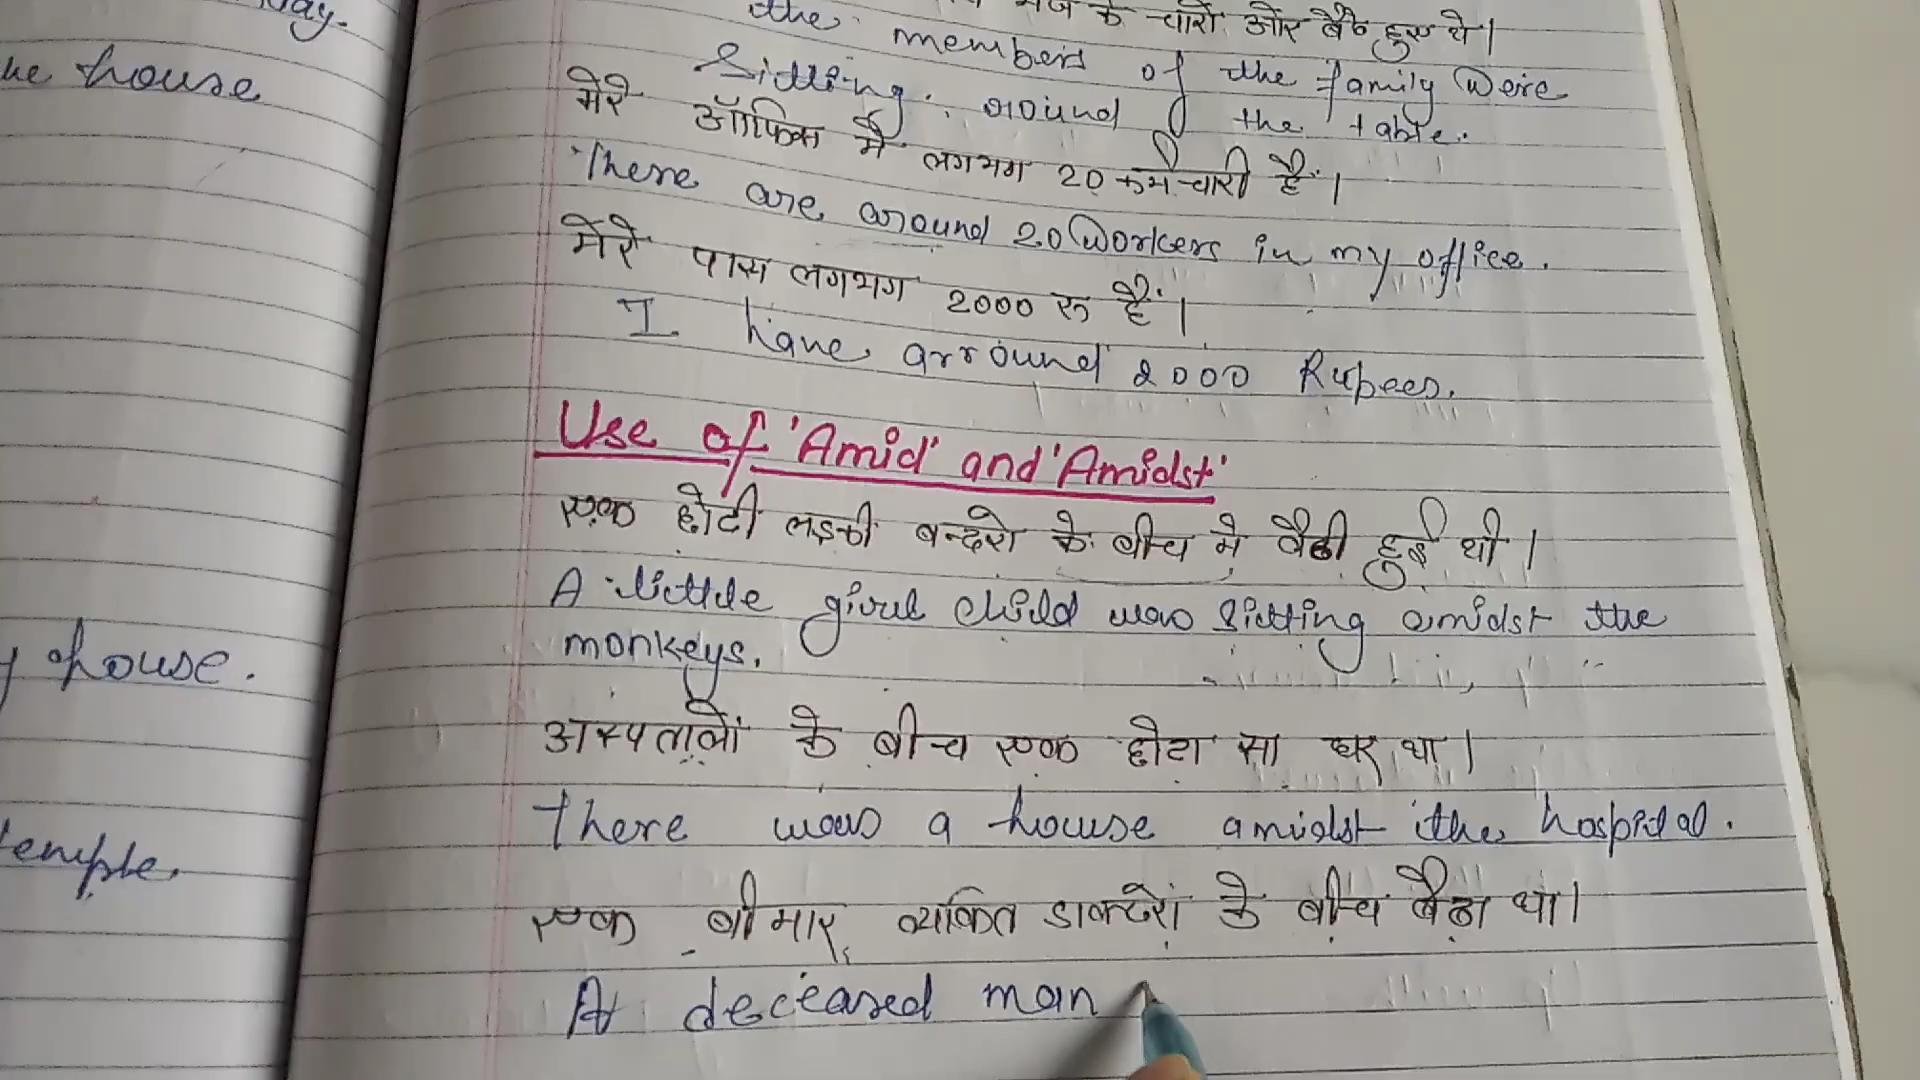 way.
he house
y house.
temple.
मेज के चारों ओर बैठे हुए थे।
the members of the family were
sitting. around the table.
मेरे ऑफिस में लगभग 20 कर्मचारी हैं।
There are around 20 workers in my office.
मेरे पास लगभग 2000 रू हैं।
I have arround 2000 Rupees.
Use of 'Amid' and 'Amidst'
एक छोटी लड़की बन्दरो के बीच मे बैठी हुई थी।
A little girl child was sitting amidst the
monkeys.
अस्पतालों के बीच एक छोटा सा घर था।
There was a house amidst the hospital.
एक बीमार व्यक्ति डाक्टरों के बीच बैठा था।
A deceased man